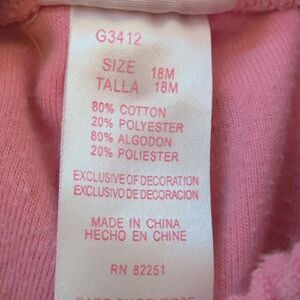 G3412
SIZE 18M
TALLA 18M
80% COTTON
20% POLYESTER
80% ALGODON
20% POLIESTER
EXCLUSIVE OF DECORATION
EXCLUSIVO DE DECORACION
MADE IN CHINA
HECHO EN CHINE
RN 82251